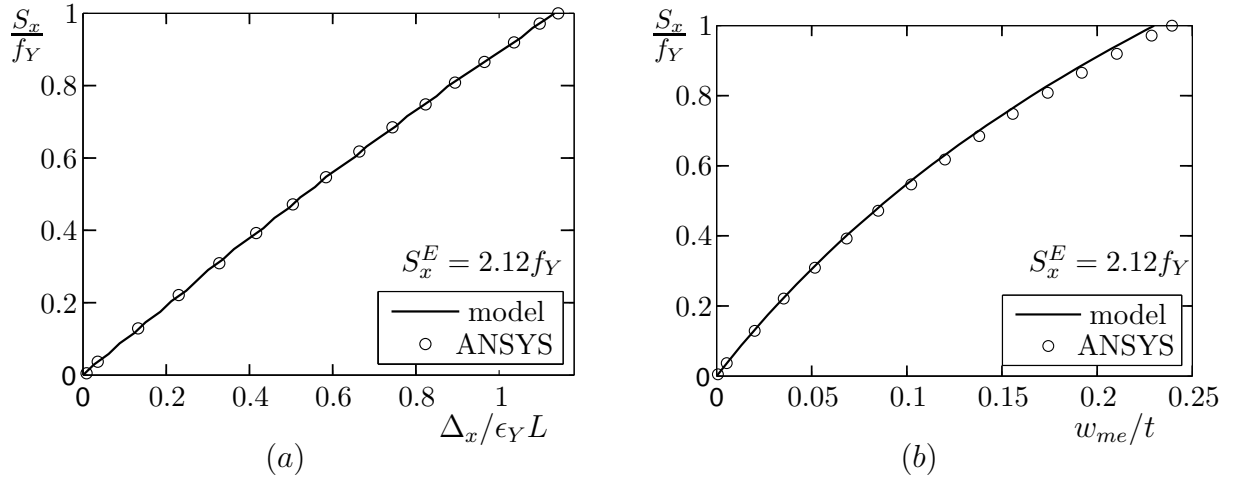 S_x/f_Y
1
0.8
0.6
0.4
0.2
0
0 0.2 0.4 0.6 0.8 1
Δ_x/ϵ_Y L
S_x^E = 2.12f_Y
model
ANSYS
(a)
S_x/f_Y
1
0.8
0.6
0.4
0.2
0
0 0.05 0.1 0.15 0.2 0.25
w_{me}/t
S_x^E = 2.12f_Y
model
ANSYS
(b)